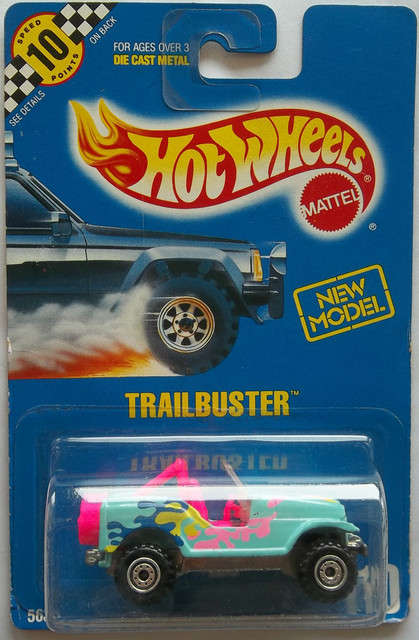 SPEED
10
POINTS
SEE DETAILS
ON BACK
FOR AGES OVER 3
DIE CAST METAL
HOT WHEELS®
MATTEL
®
NEW
MODEL
TRAILBUSTER™